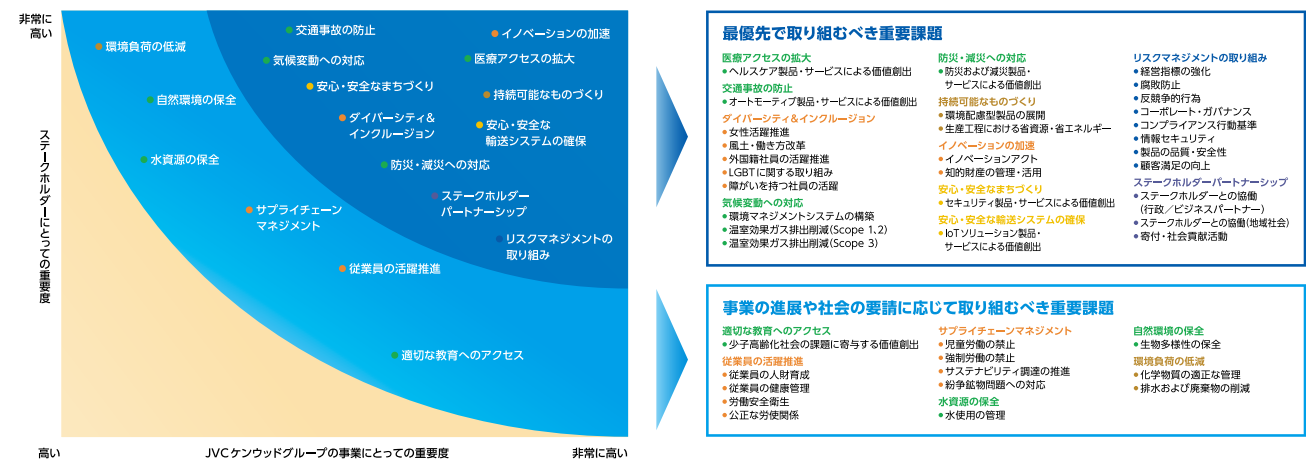 非常に
高い
ステークホルダーにとっての重要度
環境負荷の低減
交通事故の防止
イノベーションの加速
気候変動への対応
医療アクセスの拡大
自然環境の保全
安心・安全なまちづくり
持続可能なものづくり
ダイバーシティ&
インクルージョン
安心・安全な
輸送システムの確保
水資源の保全
防災・減災への対応
ステークホルダー
パートナーシップ
サプライチェーン
マネジメント
リスクマネジメントの
取り組み
従業員の活躍推進
適切な教育へのアクセス
高い
JVCケンウッドグループの事業にとっての重要度
非常に高い
最優先で取り組むべき重要課題
医療アクセスの拡大
●ヘルスケア製品・サービスによる価値創出
交通事故の防止
●オートモーティブ製品・サービスによる価値創出
ダイバーシティ&インクルージョン
●女性活躍推進
●風土・働き方改革
●外国籍社員の活躍推進
●LGBTに関する取り組み
●障がいを持つ社員の活躍
気候変動への対応
●環境マネジメントシステムの構築
●温室効果ガス排出削減(Scope 1、2)
●温室効果ガス排出削減(Scope 3)
防災・減災への対応
●防災および減災製品・
サービスによる価値創出
持続可能なものづくり
●環境配慮型製品の展開
●生産工程における省資源・省エネルギー
イノベーションの加速
●イノベーションアクト
●知的財産の管理・活用
安心・安全なまちづくり
●セキュリティ製品・サービスによる価値創出
安心・安全な輸送システムの確保
●IoTソリューション製品・
サービスによる価値創出
リスクマネジメントの取り組み
●経営指標の強化
●腐敗防止
●反競争的行為
●コーポレート・ガバナンス
●コンプライアンス行動基準
●情報セキュリティ
●製品の品質・安全性
●顧客満足の向上
ステークホルダーパートナーシップ
●ステークホルダーとの協働
(行政/ビジネスパートナー)
●ステークホルダーとの協働(地域社会)
●寄付・社会貢献活動
事業の進展や社会の要請に応じて取り組むべき重要課題
適切な教育へのアクセス
●少子高齢化社会の課題に寄与する価値創出
従業員の活躍推進
●従業員の人財育成
●従業員の健康管理
●労働安全衛生
●公正な労使関係
サプライチェーンマネジメント
●児童労働の禁止
●強制労働の禁止
●サステナビリティ調達の推進
●紛争鉱物問題への対応
水資源の保全
●水使用の管理
自然環境の保全
●生物多様性の保全
環境負荷の低減
●化学物質の適正な管理
●排水および廃棄物の削減